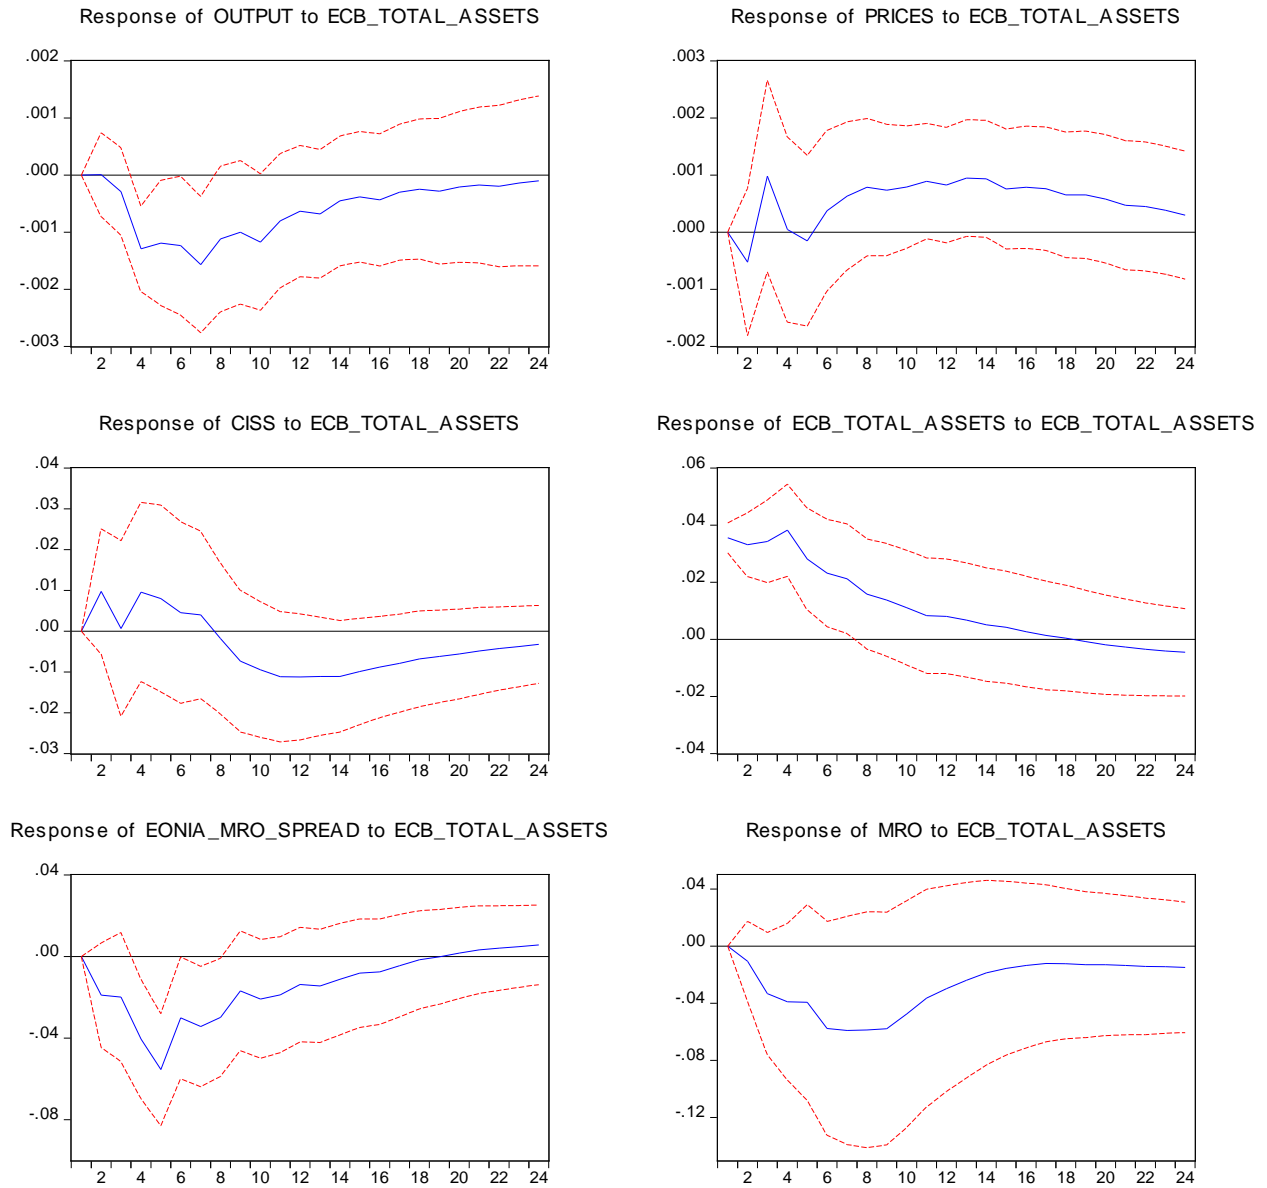 Response of OUTPUT to ECB_TOTAL_ASSETS
.002
.001
.000
-.001
-.002
-.003
2 4 6 8 10 12 14 16 18 20 22 24
Response of PRICES to ECB_TOTAL_ASSETS
.003
.002
.001
.000
-.001
-.002
2 4 6 8 10 12 14 16 18 20 22 24
Response of CISS to ECB_TOTAL_ASSETS
.04
.03
.02
.01
.00
-.01
-.02
-.03
2 4 6 8 10 12 14 16 18 20 22 24
Response of ECB_TOTAL_ASSETS to ECB_TOTAL_ASSETS
.06
.04
.02
.00
-.02
-.04
2 4 6 8 10 12 14 16 18 20 22 24
Response of EONIA_MRO_SPREAD to ECB_TOTAL_ASSETS
.04
.00
-.04
-.08
2 4 6 8 10 12 14 16 18 20 22 24
Response of MRO to ECB_TOTAL_ASSETS
.04
.00
-.04
-.08
-.12
2 4 6 8 10 12 14 16 18 20 22 24